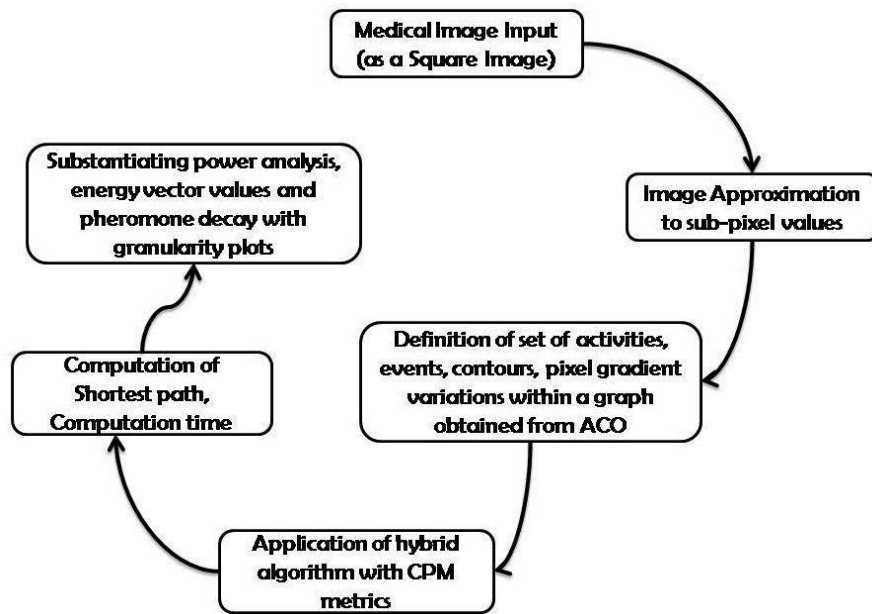 Medical Image Input
(as a Square Image)
Image Approximation
to sub-pixel values
Definition of set of activities,
events, contours, pixel gradient
variations within a graph
obtained from ACO
Application of hybrid
algorithm with CPM
metrics
Computation of
Shortest path,
Computation time
Substantiating power analysis,
energy vector values and
pheromone decay with
granularity plots